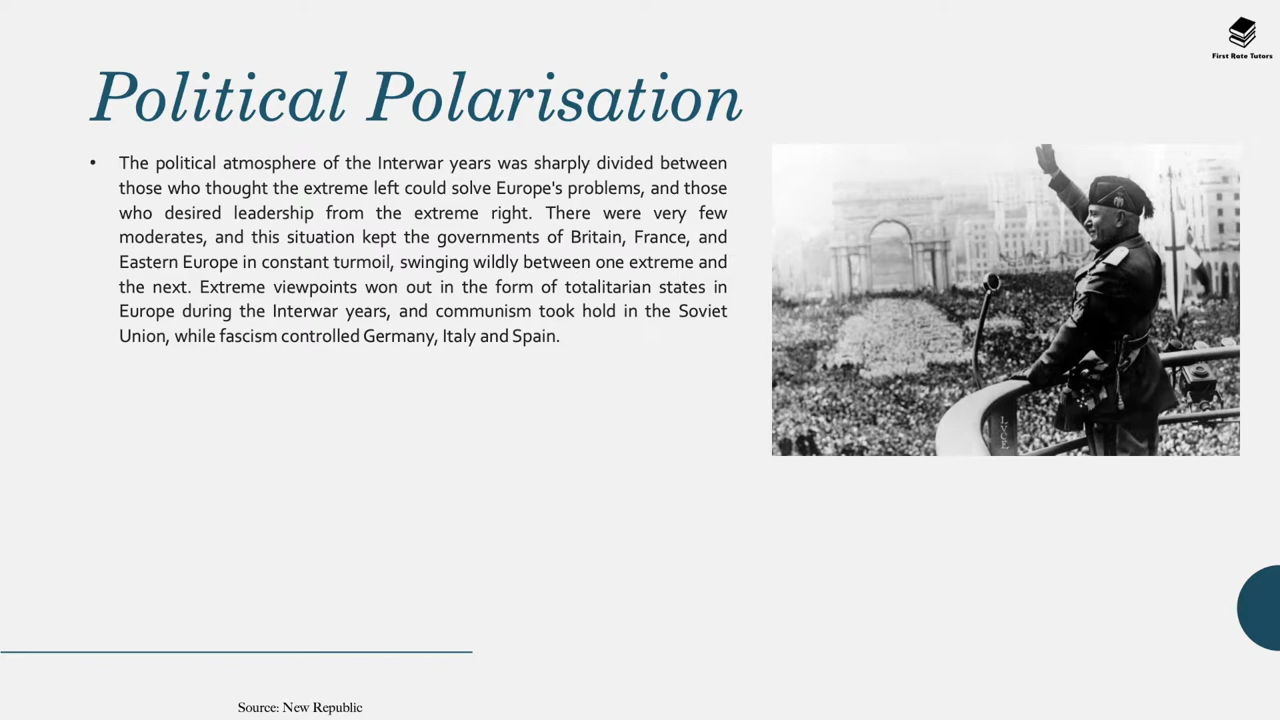 First Rate Tutors
Political Polarisation
• The political atmosphere of the Interwar years was sharply divided between
those who thought the extreme left could solve Europe's problems, and those
who desired leadership from the extreme right. There were very few
moderates, and this situation kept the governments of Britain, France, and
Eastern Europe in constant turmoil, swinging wildly between one extreme and
the next. Extreme viewpoints won out in the form of totalitarian states in
Europe during the Interwar years, and communism took hold in the Soviet
Union, while fascism controlled Germany, Italy and Spain.
LVCE
Source: New Republic